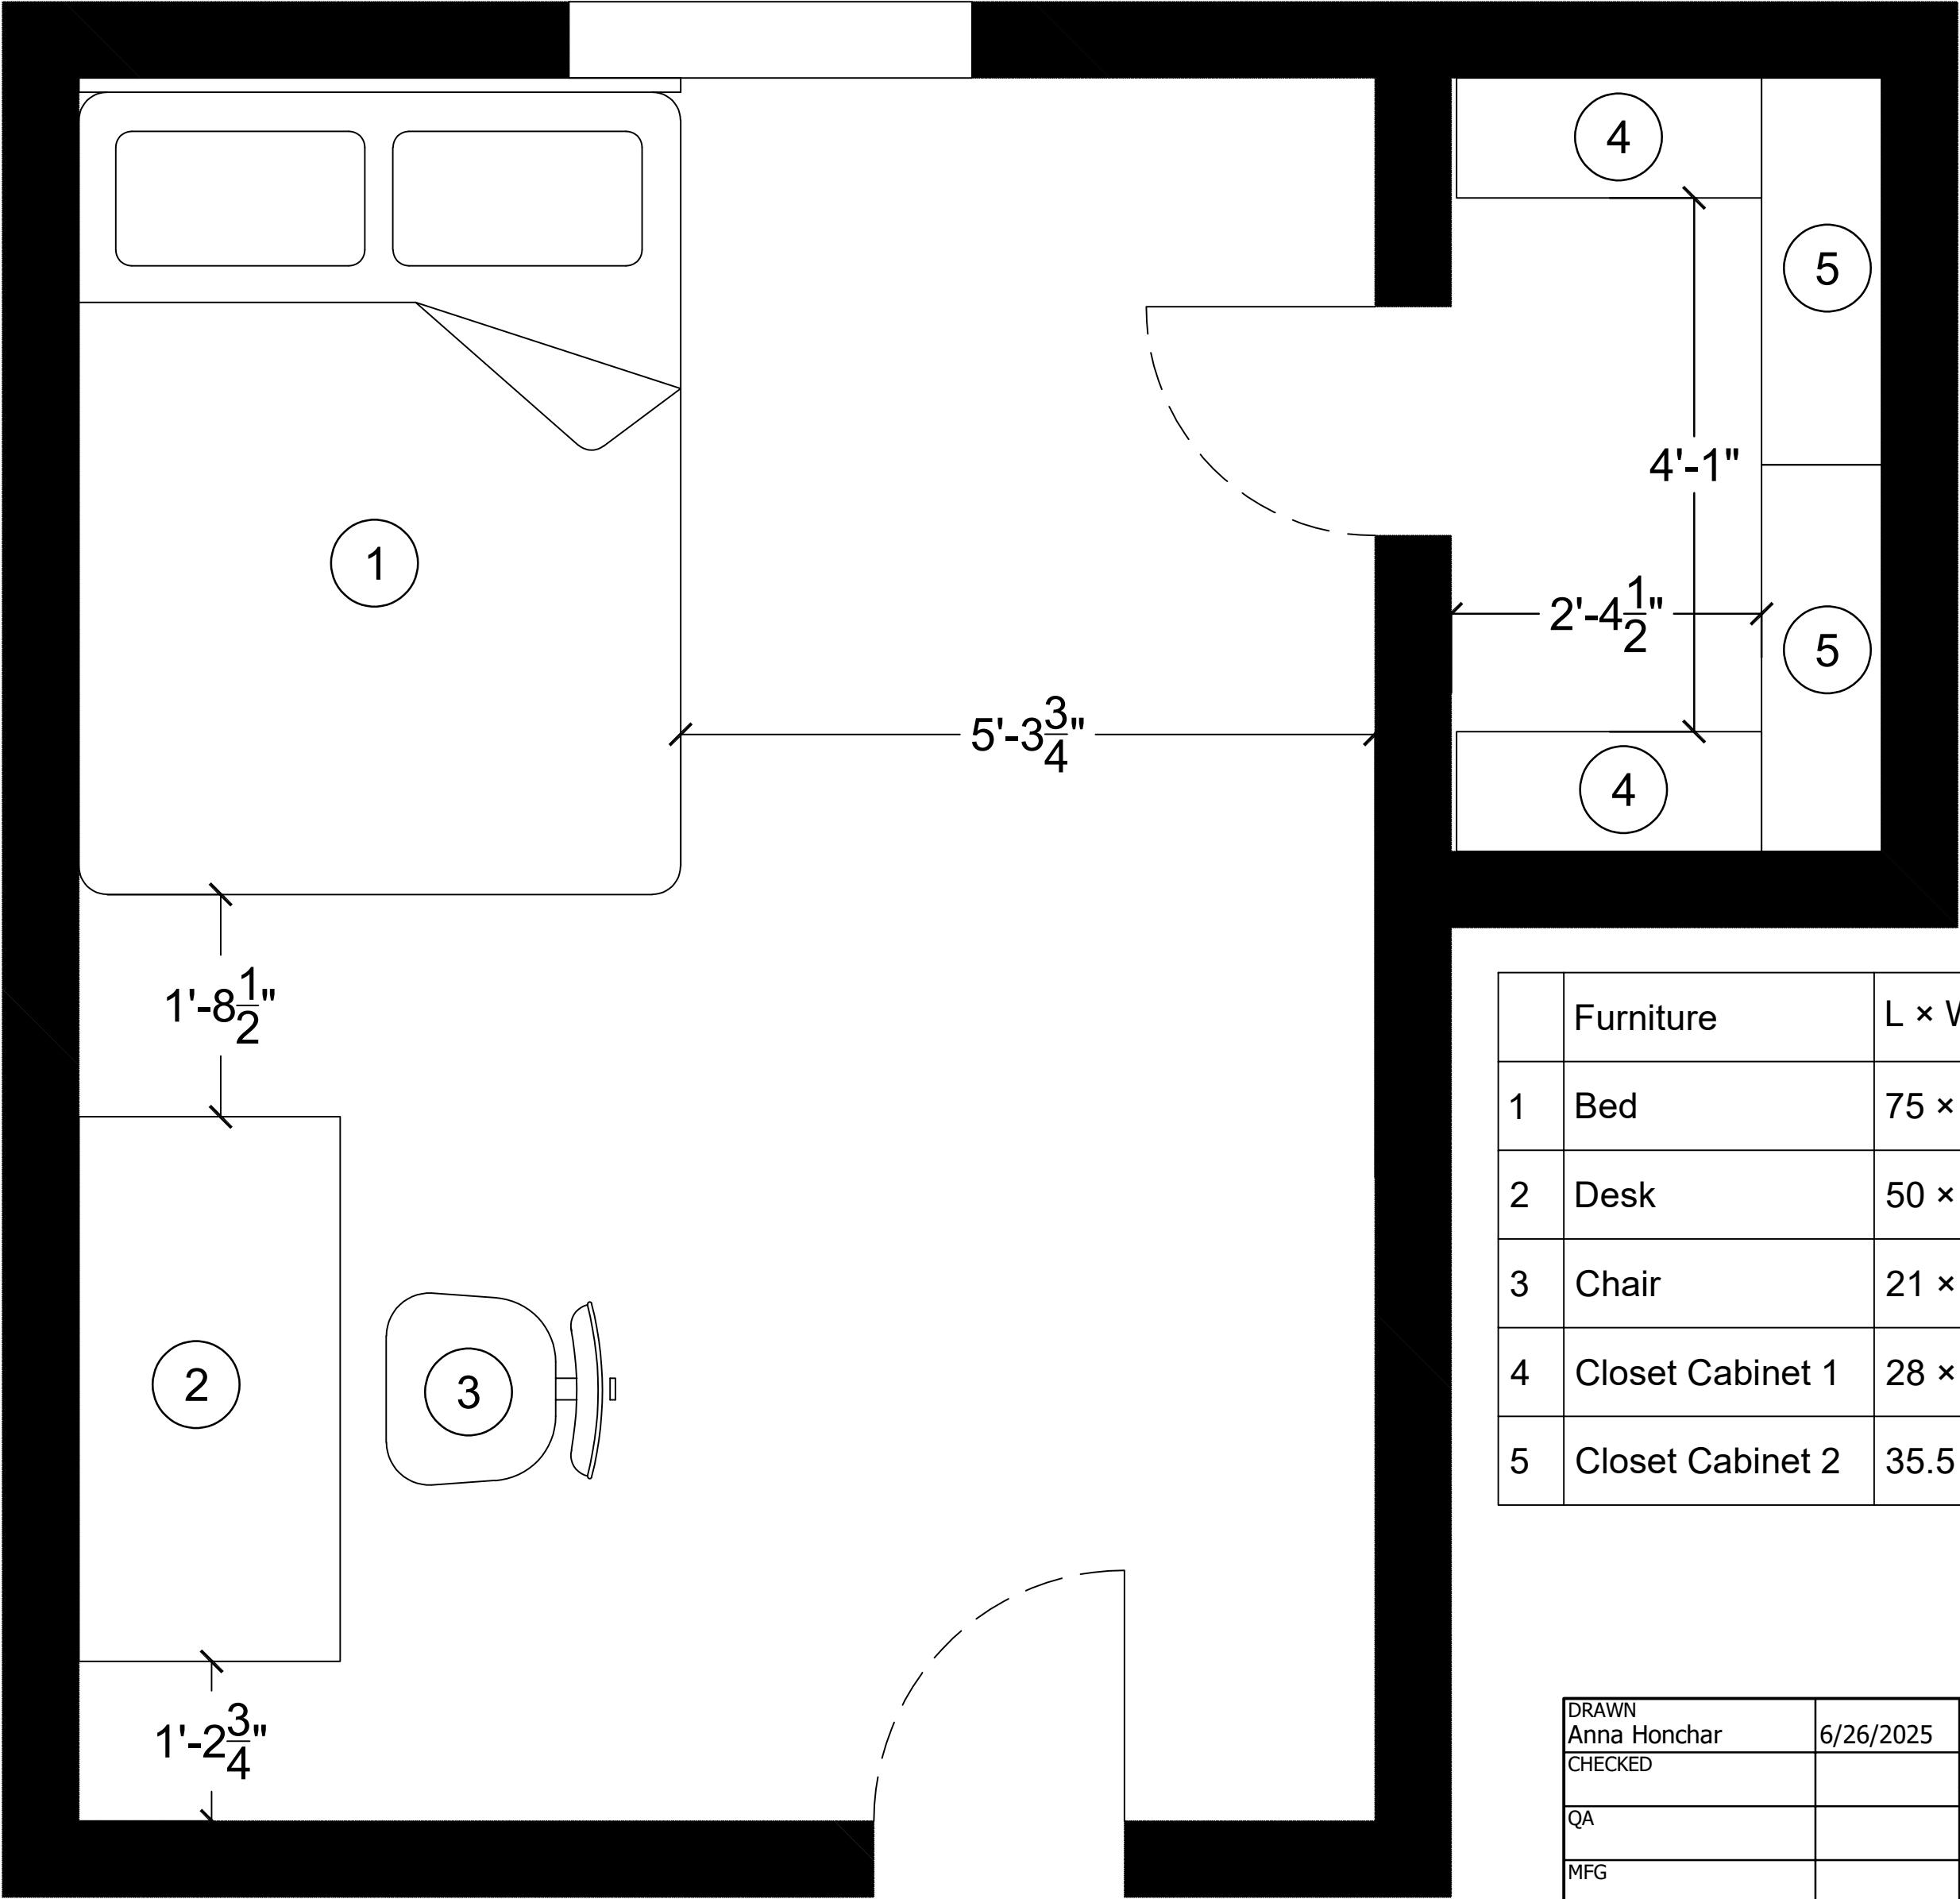 4
5
4'-1"
1
2'-4 1/2"
5
5'-3 3/4"
4
1'-8 1/2"
Furniture L ×
1 Bed 75 ×
2 Desk 50 ×
3 Chair 21 ×
4 Closet Cabinet 1 28 ×
5 Closet Cabinet 2 35.5
2
3
1'-2 3/4"
DRAWN
Anna Honchar 6/26/2025
CHECKED
QA
MFG